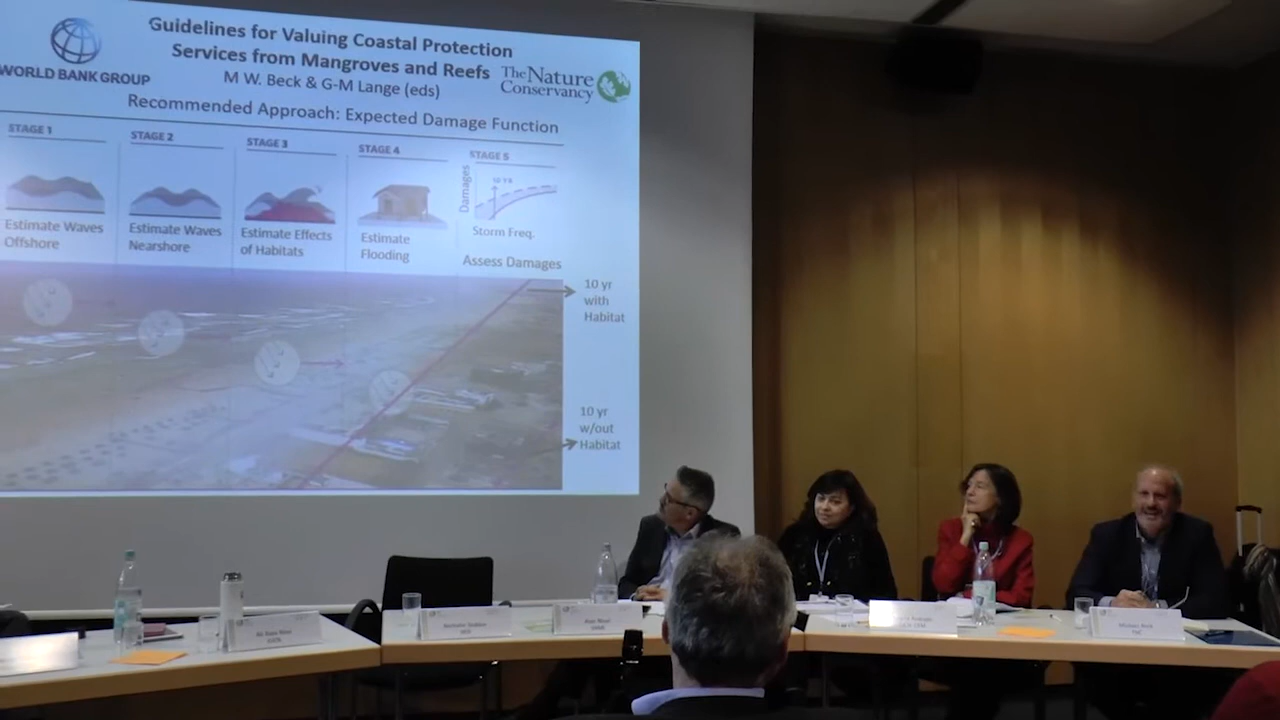 Guidelines for Valuing Coastal Protection
Services from Mangroves and Reefs
M W. Beck & G-M Lange (eds)
WORLD BANK GROUP
The Nature
Conservancy
Recommended Approach: Expected Damage Function
STAGE 1
STAGE 2
STAGE 3
STAGE 4
STAGE 5
Damages
10 YR
Estimate Waves
Offshore
Estimate Waves
Nearshore
Estimate Effects
of Habitats
Estimate
Flooding
Storm Freq.
Assess Damages
10 yr
with
Habitat
10 yr
w/out
Habitat